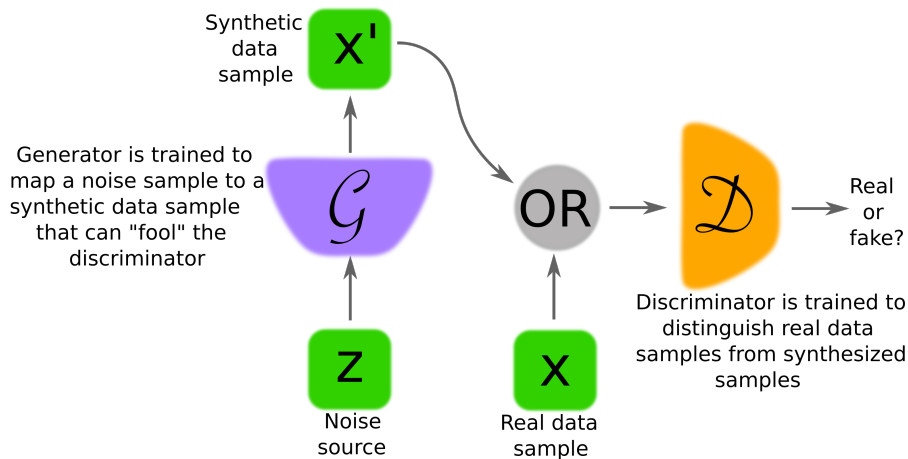 Synthetic
data
sample
x'
Generator is trained to
map a noise sample to a
synthetic data sample
that can "fool" the
discriminator
G
z
Noise
source
OR
x
Real data
sample
D
Discriminator is trained to
distinguish real data
samples from synthesized
samples
Real
or
fake?